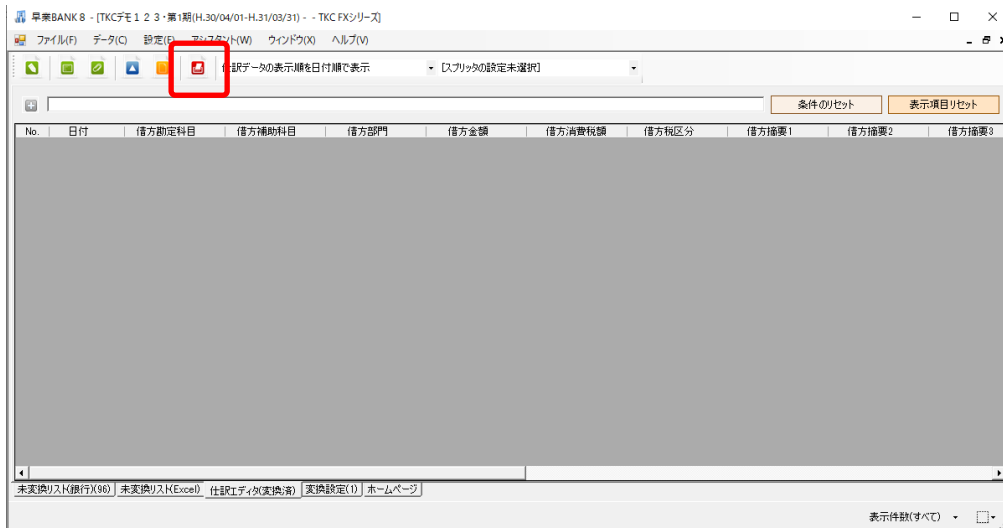 早業BANK 8 - [TKCデモ１２３・第1期(H.30/04/01-H.31/03/31) - - TKC FXシリーズ]
ファイル(F) データ(C) 設定(E) アシスタント(W) ウィンドウ(X) ヘルプ(V)
仕訳データの表示順を日付順で表示 [スプリッタの設定未選択]
条件のリセット 表示項目リセット
No. 日付 借方勘定科目 借方補助科目 借方部門 借方金額 借方消費税額 借方税区分 借方摘要1 借方摘要2 借方摘要3
未変換リスト(銀行)(96) 未変換リスト(Excel) 仕訳エディタ(変換済) 変換設定(1) ホームページ
表示件数(すべて)